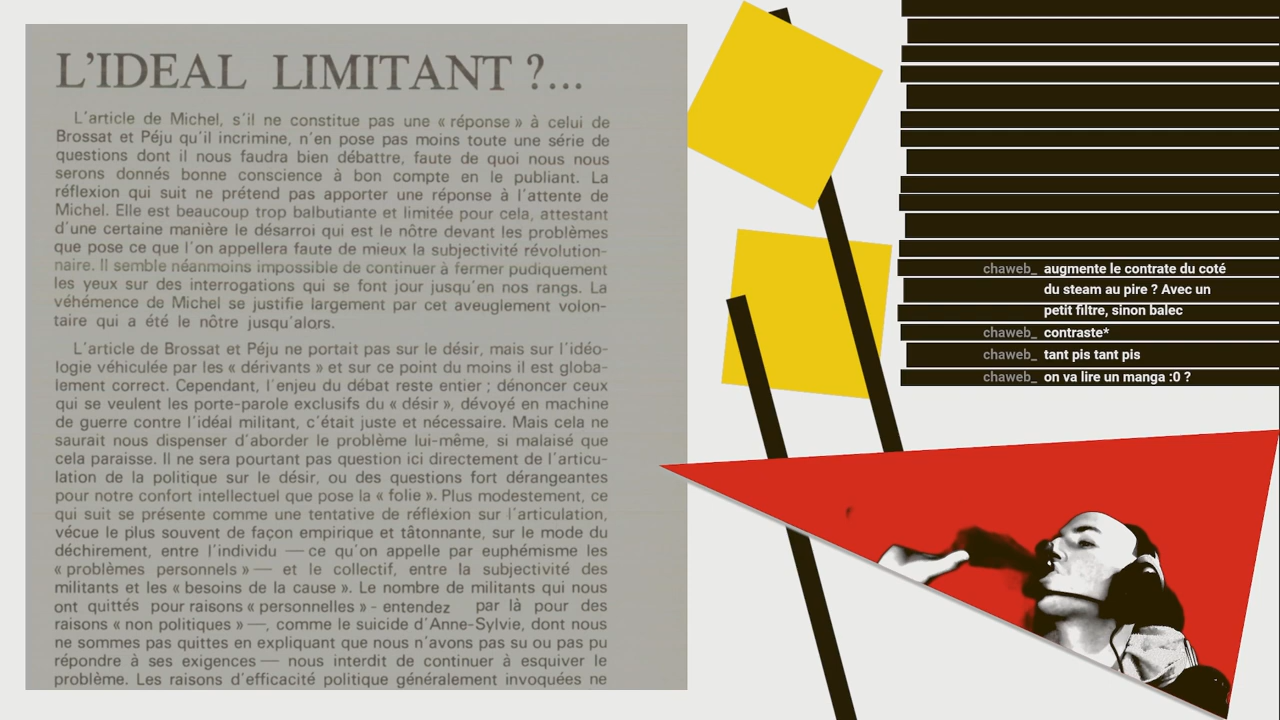 L'IDEAL LIMITANT ?...
L'article de Michel, s'il ne constitue pas une « réponse » à celui de
Brossat et Péju qu'il incrimine, n'en pose pas moins toute une série de
questions dont il nous faudra bien débattre, faute de quoi nous nous
serons donnés bonne conscience à bon compte en le publiant. La
réflexion qui suit ne prétend pas apporter une réponse à l'attente de
Michel. Elle est beaucoup trop balbutiante et limitée pour cela, attestant
d'une certaine manière le désarroi qui est le nôtre devant les problèmes
que pose ce que l'on appellera faute de mieux la subjectivité révolution-
naire. Il semble néanmoins impossible de continuer à fermer pudiquement
les yeux sur des interrogations qui se font jour jusqu'en nos rangs. La
véhémence de Michel se justifie largement par cet aveuglement volon-
taire qui a été le nôtre jusqu'alors.
L'article de Brossat et Péju ne portait pas sur le désir, mais sur l'idéo-
logie véhiculée par les « dérivants » et sur ce point du moins il est globa-
lement correct. Cependant, l'enjeu du débat reste entier ; dénoncer ceux
qui se veulent les porte-parole exclusifs du « désir », dévoyé en machine
de guerre contre l'idéal militant, c'était juste et nécessaire. Mais cela ne
saurait nous dispenser d'aborder le problème lui-même, si malaisé que
cela paraisse. Il ne sera pourtant pas question ici directement de l'articu-
lation de la politique sur le désir, ou des questions fort dérangeantes
pour notre confort intellectuel que pose la « folie ». Plus modestement, ce
qui suit se présente comme une tentative de réflexion sur l'articulation,
vécue le plus souvent de façon empirique et tâtonnante, sur le mode du
déchirement, entre l'individu — ce qu'on appelle par euphémisme les
« problèmes personnels » — et le collectif, entre la subjectivité des
militants et les « besoins de la cause ». Le nombre de militants qui nous
ont quittés pour raisons « personnelles » - entendez par là pour des
raisons « non politiques » —, comme le suicide d'Anne-Sylvie, dont nous
ne sommes pas quittes en expliquant que nous n'avons pas su ou pas pu
répondre à ses exigences — nous interdit de continuer à esquiver le
problème. Les raisons d'efficacité politique généralement invoquées ne
chaweb_ augmente le contrate du coté
du steam au pire ? Avec un
petit filtre, sinon balec
chaweb_ contraste*
chaweb_ tant pis tant pis
chaweb_ on va lire un manga :0 ?